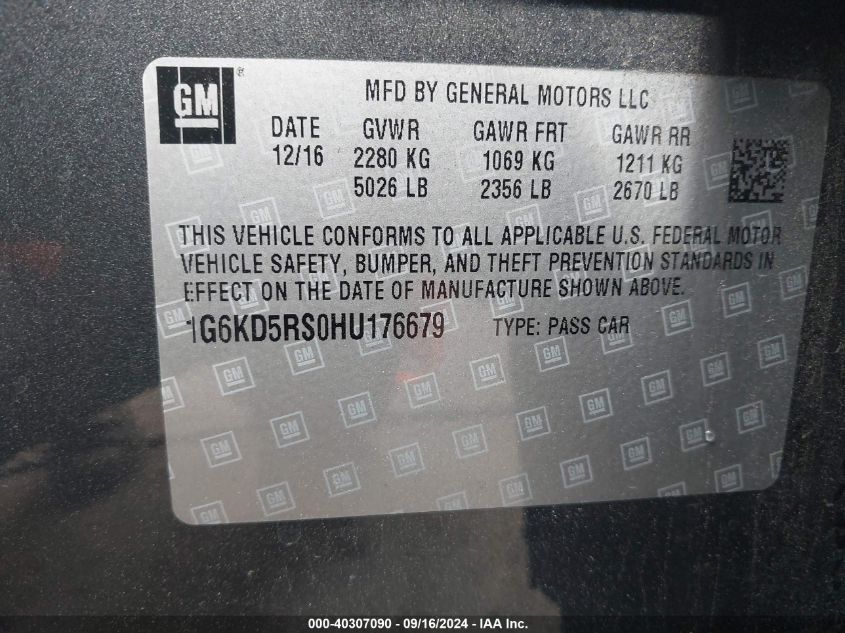 GM
MFD BY GENERAL MOTORS LLC
DATE GVWR GAWR FRT GAWR RR
12/16 2280 KG 1069 KG 1211 KG
5026 LB 2356 LB 2670 LB
THIS VEHICLE CONFORMS TO ALL APPLICABLE U.S. FEDERAL MOTOR
VEHICLE SAFETY, BUMPER, AND THEFT PREVENTION STANDARDS IN
EFFECT ON THE DATE OF MANUFACTURE SHOWN ABOVE.
1G6KD5RS0HU176679 TYPE: PASS CAR
000-40307090 - 09/16/2024 - IAA Inc.